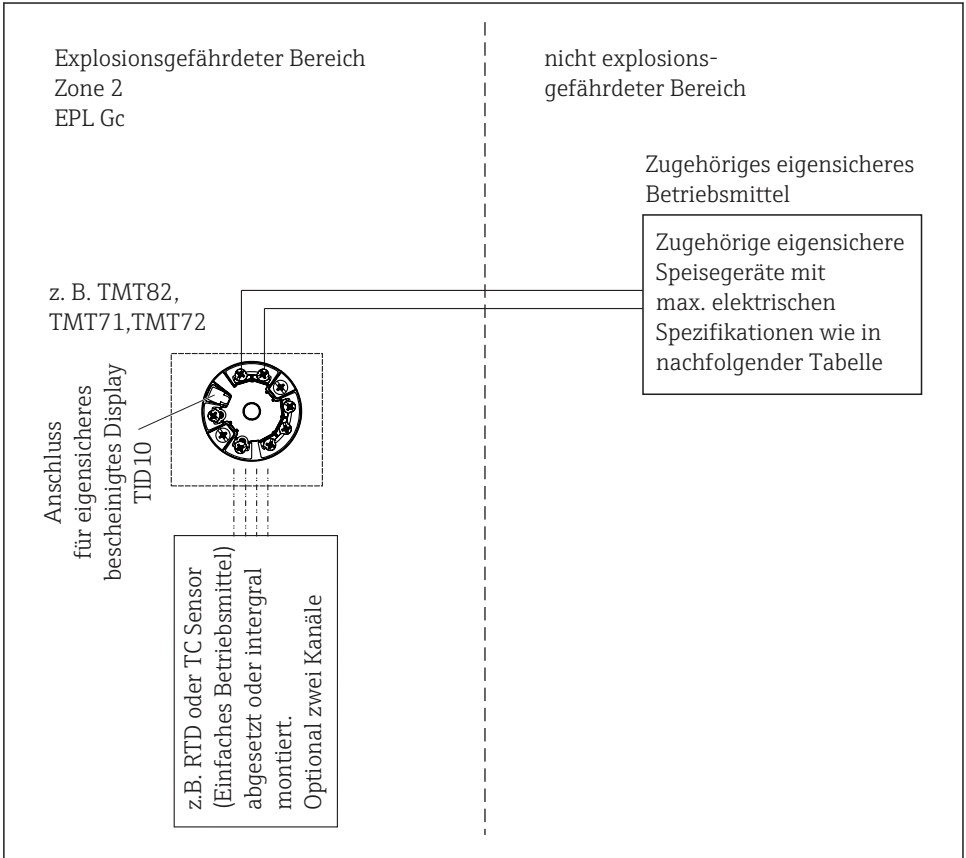 Explosionsgefährdeter Bereich
Zone 2
EPL Gc
nicht explosions-
gefährdeter Bereich
Zugehöriges eigensicheres
Betriebsmittel
Zugehörige eigensichere
Speisegeräte mit
max. elektrischen
Spezifikationen wie in
nachfolgender Tabelle
z. B. TMT82,
TMT71,TMT72
Anschluss
für eigensicheres
bescheinigtes Display
TID10
z.B. RTD oder TC Sensor
(Einfaches Betriebsmittel)
abgesetzt oder intergral
montiert.
Optional zwei Kanäle